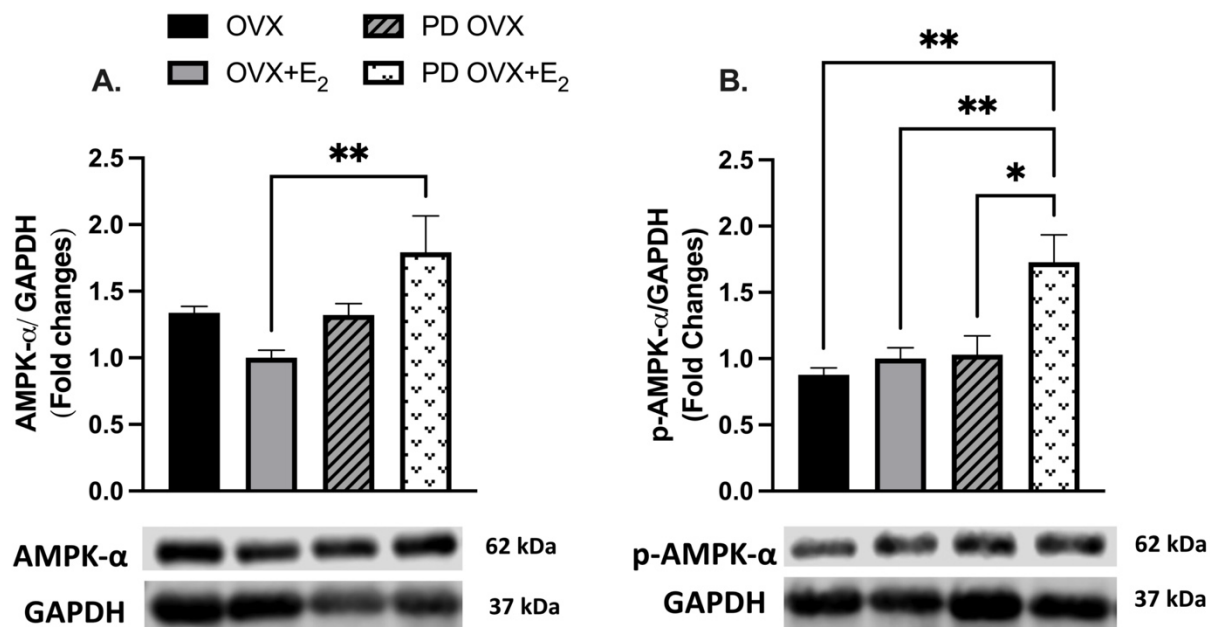 OVX
PD OVX
OVX+E₂
PD OVX+E₂
A.
**
AMPK-α/ GAPDH
(Fold changes)
2.5
2.0
1.5
1.0
0.5
0.0
AMPK-α
62 kDa
GAPDH
37 kDa
B.
**
**
*
p-AMPK-α/GAPDH
(Fold Changes)
2.5
2.0
1.5
1.0
0.5
0.0
p-AMPK-α
62 kDa
GAPDH
37 kDa